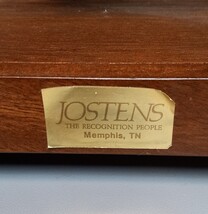 JOSTENS
THE RECOGNITION PEOPLE
Memphis, TN